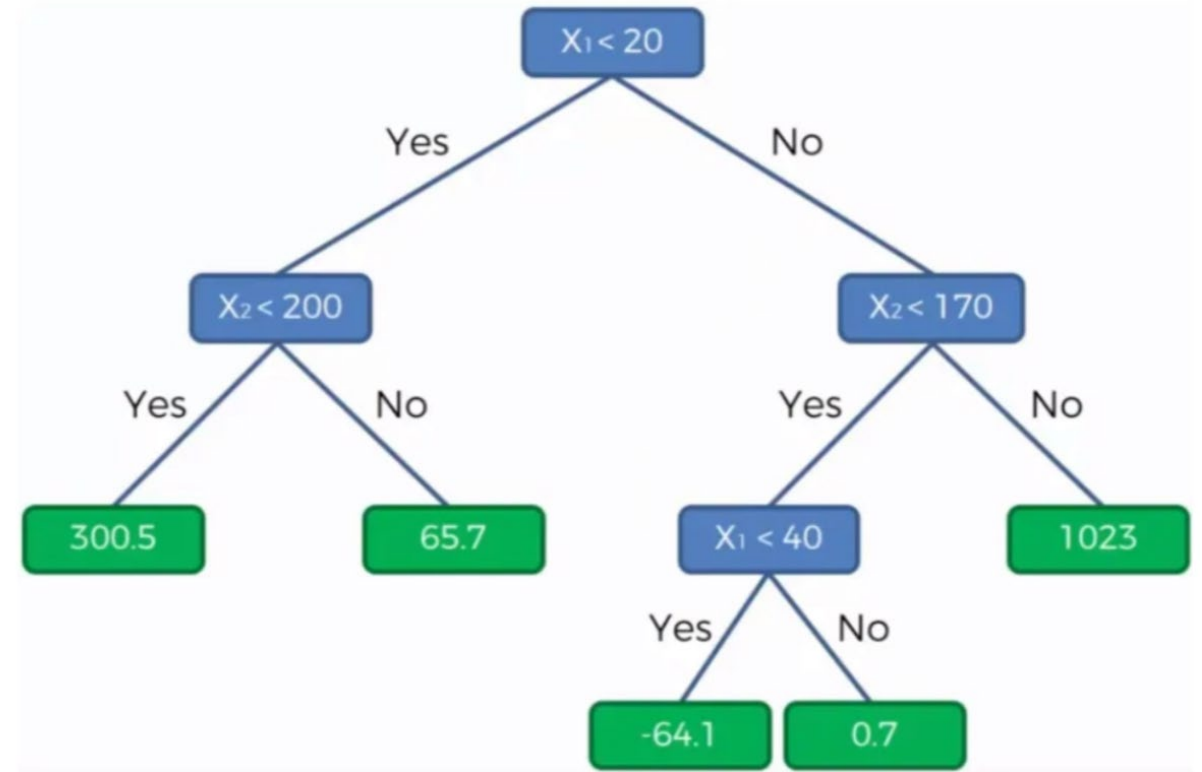 X₁ < 20
Yes
No
X₂ < 200
X₂ < 170
Yes
No
Yes
No
300.5
65.7
X₁ < 40
1023
Yes
No
-64.1
0.7